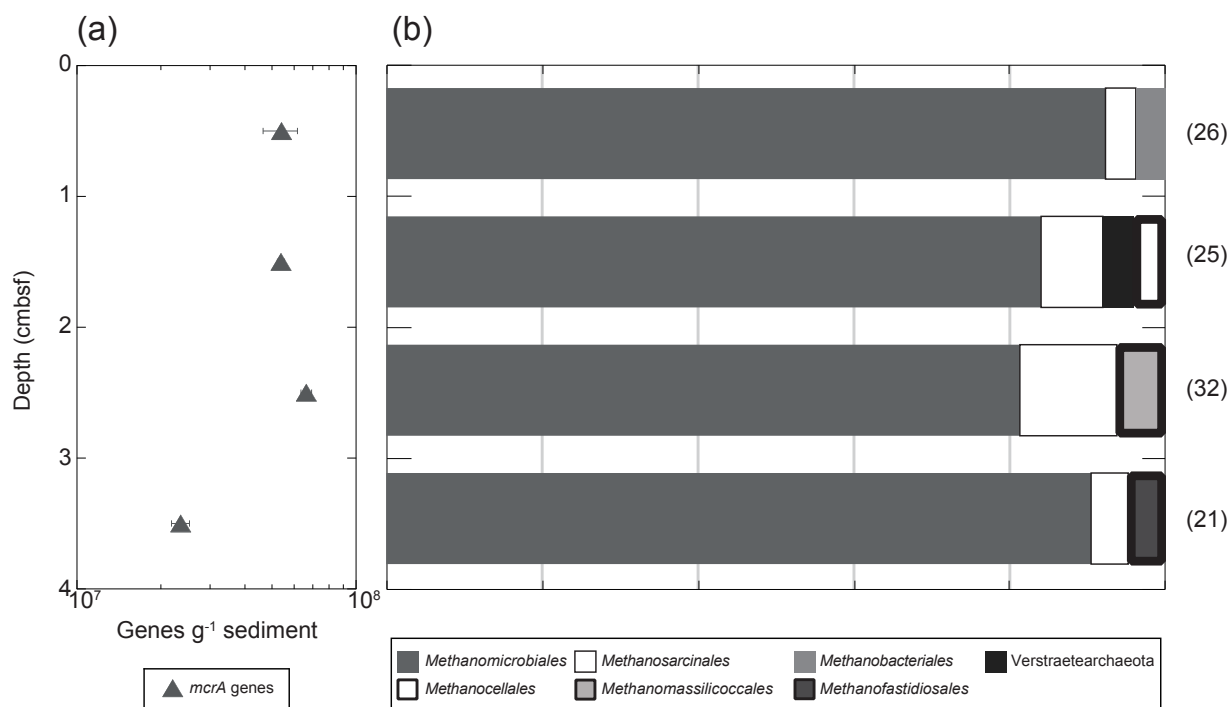 (a)
(b)
0
1
2
3
4
Depth (cmbsf)
10⁷
10⁸
Genes g⁻¹ sediment
mcrA genes
(26)
(25)
(32)
(21)
Methanomicrobiales Methanosarcinales Methanobacteriales Verstraetearchaeota
Methanocellales Methanomassilicoccales Methanofastidiosales